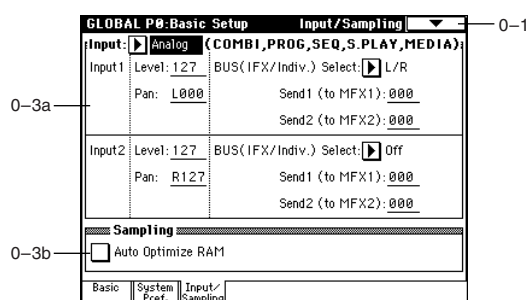 GLOBAL P0:Basic Setup Input/Sampling
0–1
Input: Analog (COMBI,PROG,SEQ,S.PLAY,MEDIA):
Input1 Level: 127 BUS(IFX/Indiv.) Select: L/R
Pan: L000 Send1 (to MFX1): 000
0–3a
Send2 (to MFX2): 000
Input2 Level: 127 BUS(IFX/Indiv.) Select: Off
Pan: R127 Send1 (to MFX1): 000
Send2 (to MFX2): 000
Sampling
0–3b Auto Optimize RAM
Basic System Pref. Input/Sampling